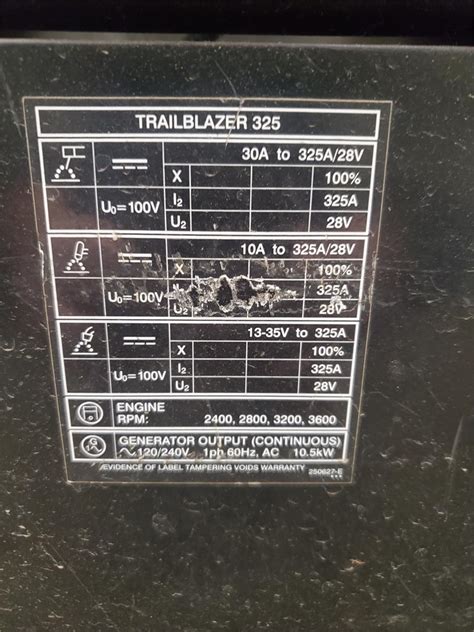 TRAILBLAZER 325
30A to 325A/28V
X 100%
U₀=100V I₂ 325A
U₂ 28V
10A to 325A/28V
X 100%
U₀=100V 325A
U₂ 28V
13-35V to 325A
X 100%
U₀=100V I₂ 325A
U₂ 28V
ENGINE
RPM: 2400, 2800, 3200, 3600
GENERATOR OUTPUT (CONTINUOUS)
~120/240V 1ph 60Hz, AC 10.5kW
EVIDENCE OF LABEL TAMPERING VOIDS WARRANTY 250627-E